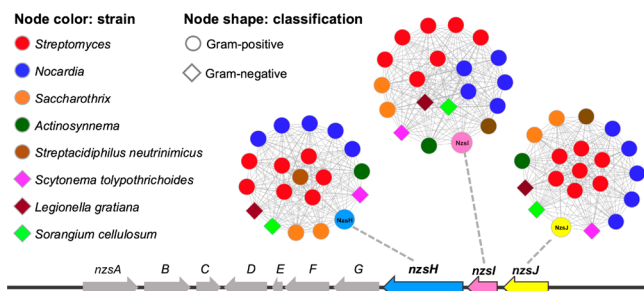 Node color: strain
Node shape: classification
Streptomyces
Gram-positive
Nocardia
Gram-negative
Saccharothrix
Actinosynnema
Streptacidiphilus neutrinimicus
Scytonema tolypothrichoides
Legionella gratiana
Sorangium cellulosum
NzsI
NzsH
NzsJ
nzsA B C D E F G nzsH nzsI nzsJ